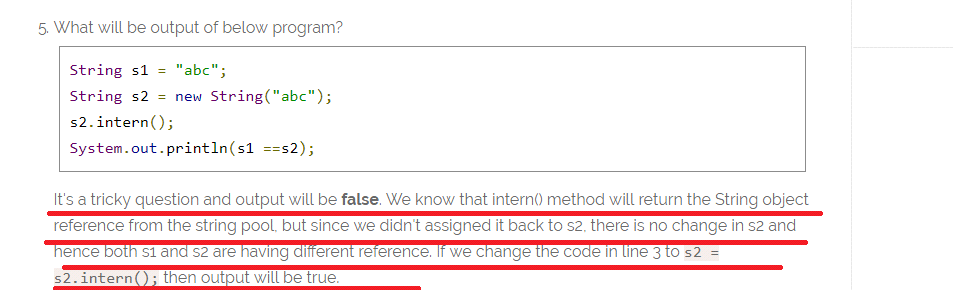 5. What will be output of below program?
String s1 = "abc";
String s2 = new String("abc");
s2.intern();
System.out.println(s1 ==s2);
It's a tricky question and output will be false. We know that intern() method will return the String object
reference from the string pool, but since we didn't assigned it back to s2, there is no change in s2 and
hence both s1 and s2 are having different reference. If we change the code in line 3 to s2 =
s2.intern(); then output will be true.